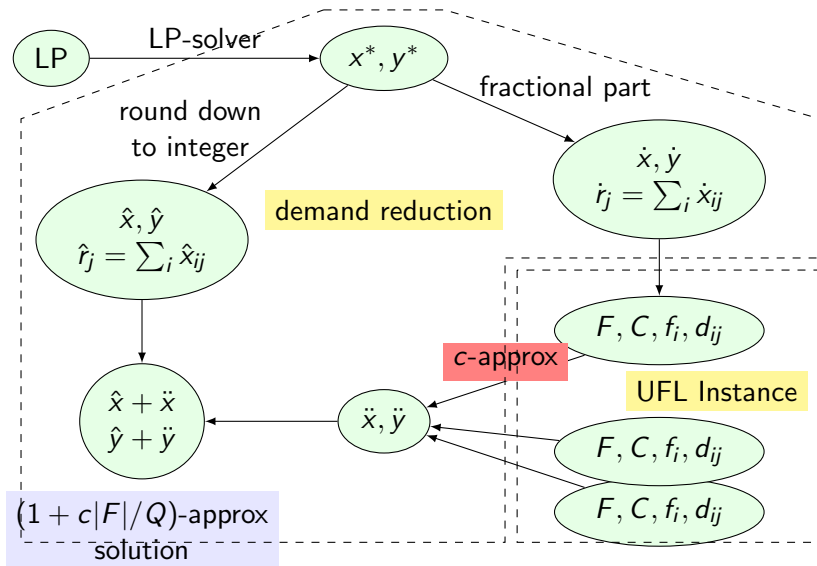 LP
LP-solver
x*, y*
fractional part
round down
to integer
ẋ, ẏ
ṙ_j = ∑_i ẋ_ij
x̂, ŷ
r̂_j = ∑_i x̂_ij
demand reduction
F, C, f_i, d_ij
c-approx
UFL Instance
x̂ + ẍ
ŷ + ÿ
ẍ, ÿ
F, C, f_i, d_ij
F, C, f_i, d_ij
(1 + c|F|/Q)-approx
solution